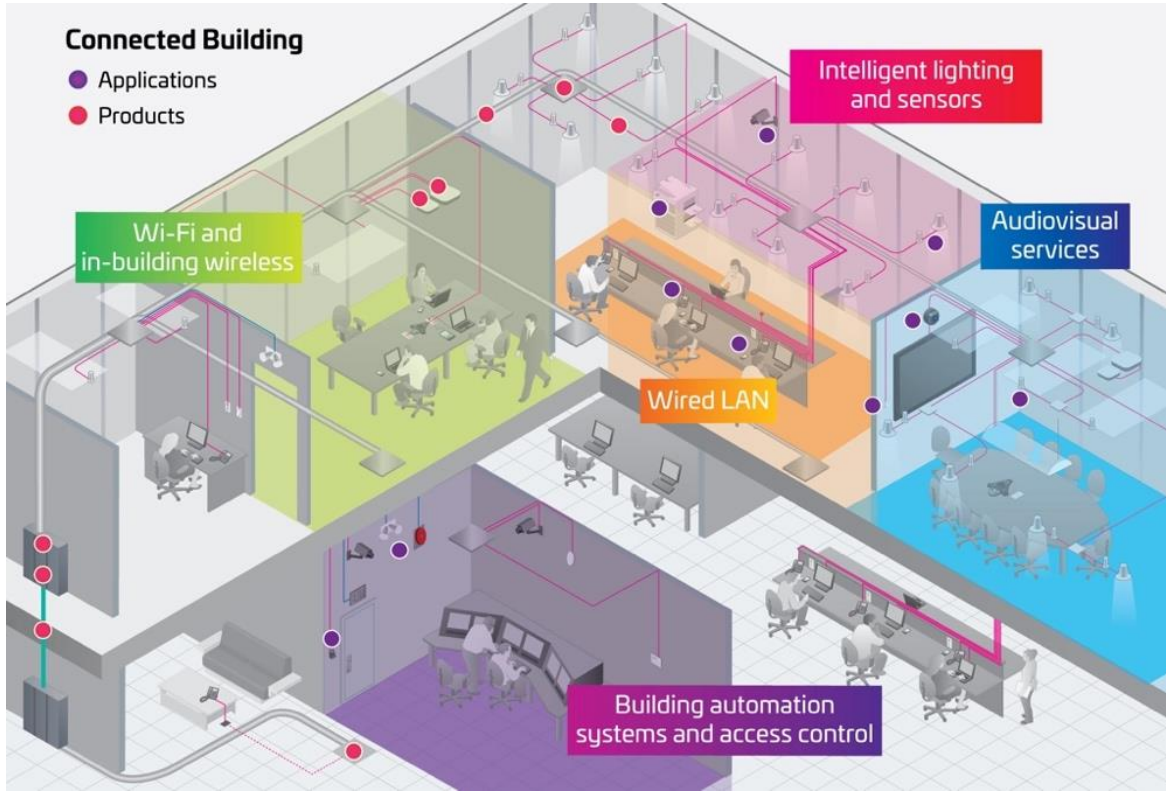 Connected Building
Applications
Products
Intelligent lighting
and sensors
Wi-Fi and
in-building wireless
Audiovisual
services
Wired LAN
Building automation
systems and access control